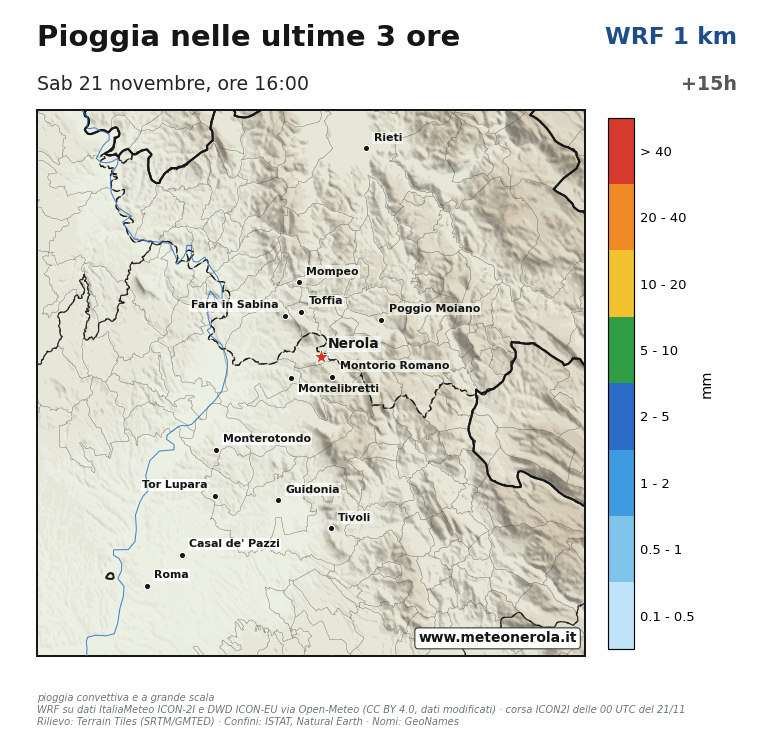 Pioggia nelle ultime 3 ore
WRF 1 km
Sab 21 novembre, ore 16:00
+15h
Rieti
Mompeo
Toffia
Fara in Sabina
Poggio Moiano
Nerola
Montorio Romano
Montelibretti
Monterotondo
Tor Lupara
Guidonia
Tivoli
Casal de' Pazzi
Roma
www.meteonerola.it
> 40
20 - 40
10 - 20
5 - 10
2 - 5
1 - 2
0.5 - 1
0.1 - 0.5
mm
pioggia convettiva e a grande scala
WRF su dati ItaliaMeteo ICON-2I e DWD ICON-EU via Open-Meteo (CC BY 4.0, dati modificati) · corsa ICON2I delle 00 UTC del 21/11
Rilievo: Terrain Tiles (SRTM/GMTED) · Confini: ISTAT, Natural Earth · Nomi: GeoNames